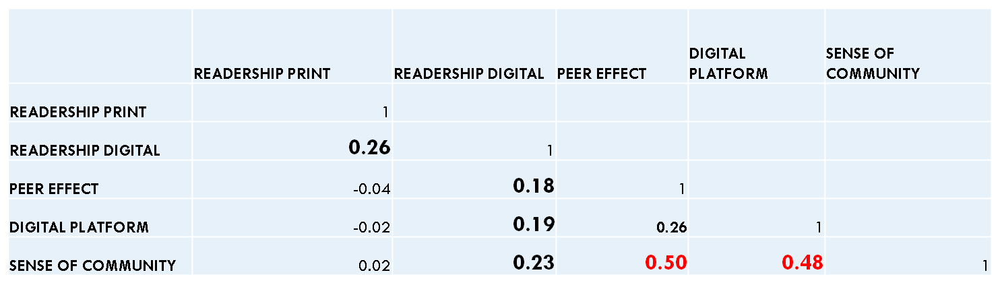 READERSHIP PRINT READERSHIP DIGITAL PEER EFFECT DIGITAL PLATFORM SENSE OF COMMUNITY
READERSHIP PRINT 1
READERSHIP DIGITAL 0.26 1
PEER EFFECT -0.04 0.18 1
DIGITAL PLATFORM -0.02 0.19 0.26 1
SENSE OF COMMUNITY 0.02 0.23 0.50 0.48 1